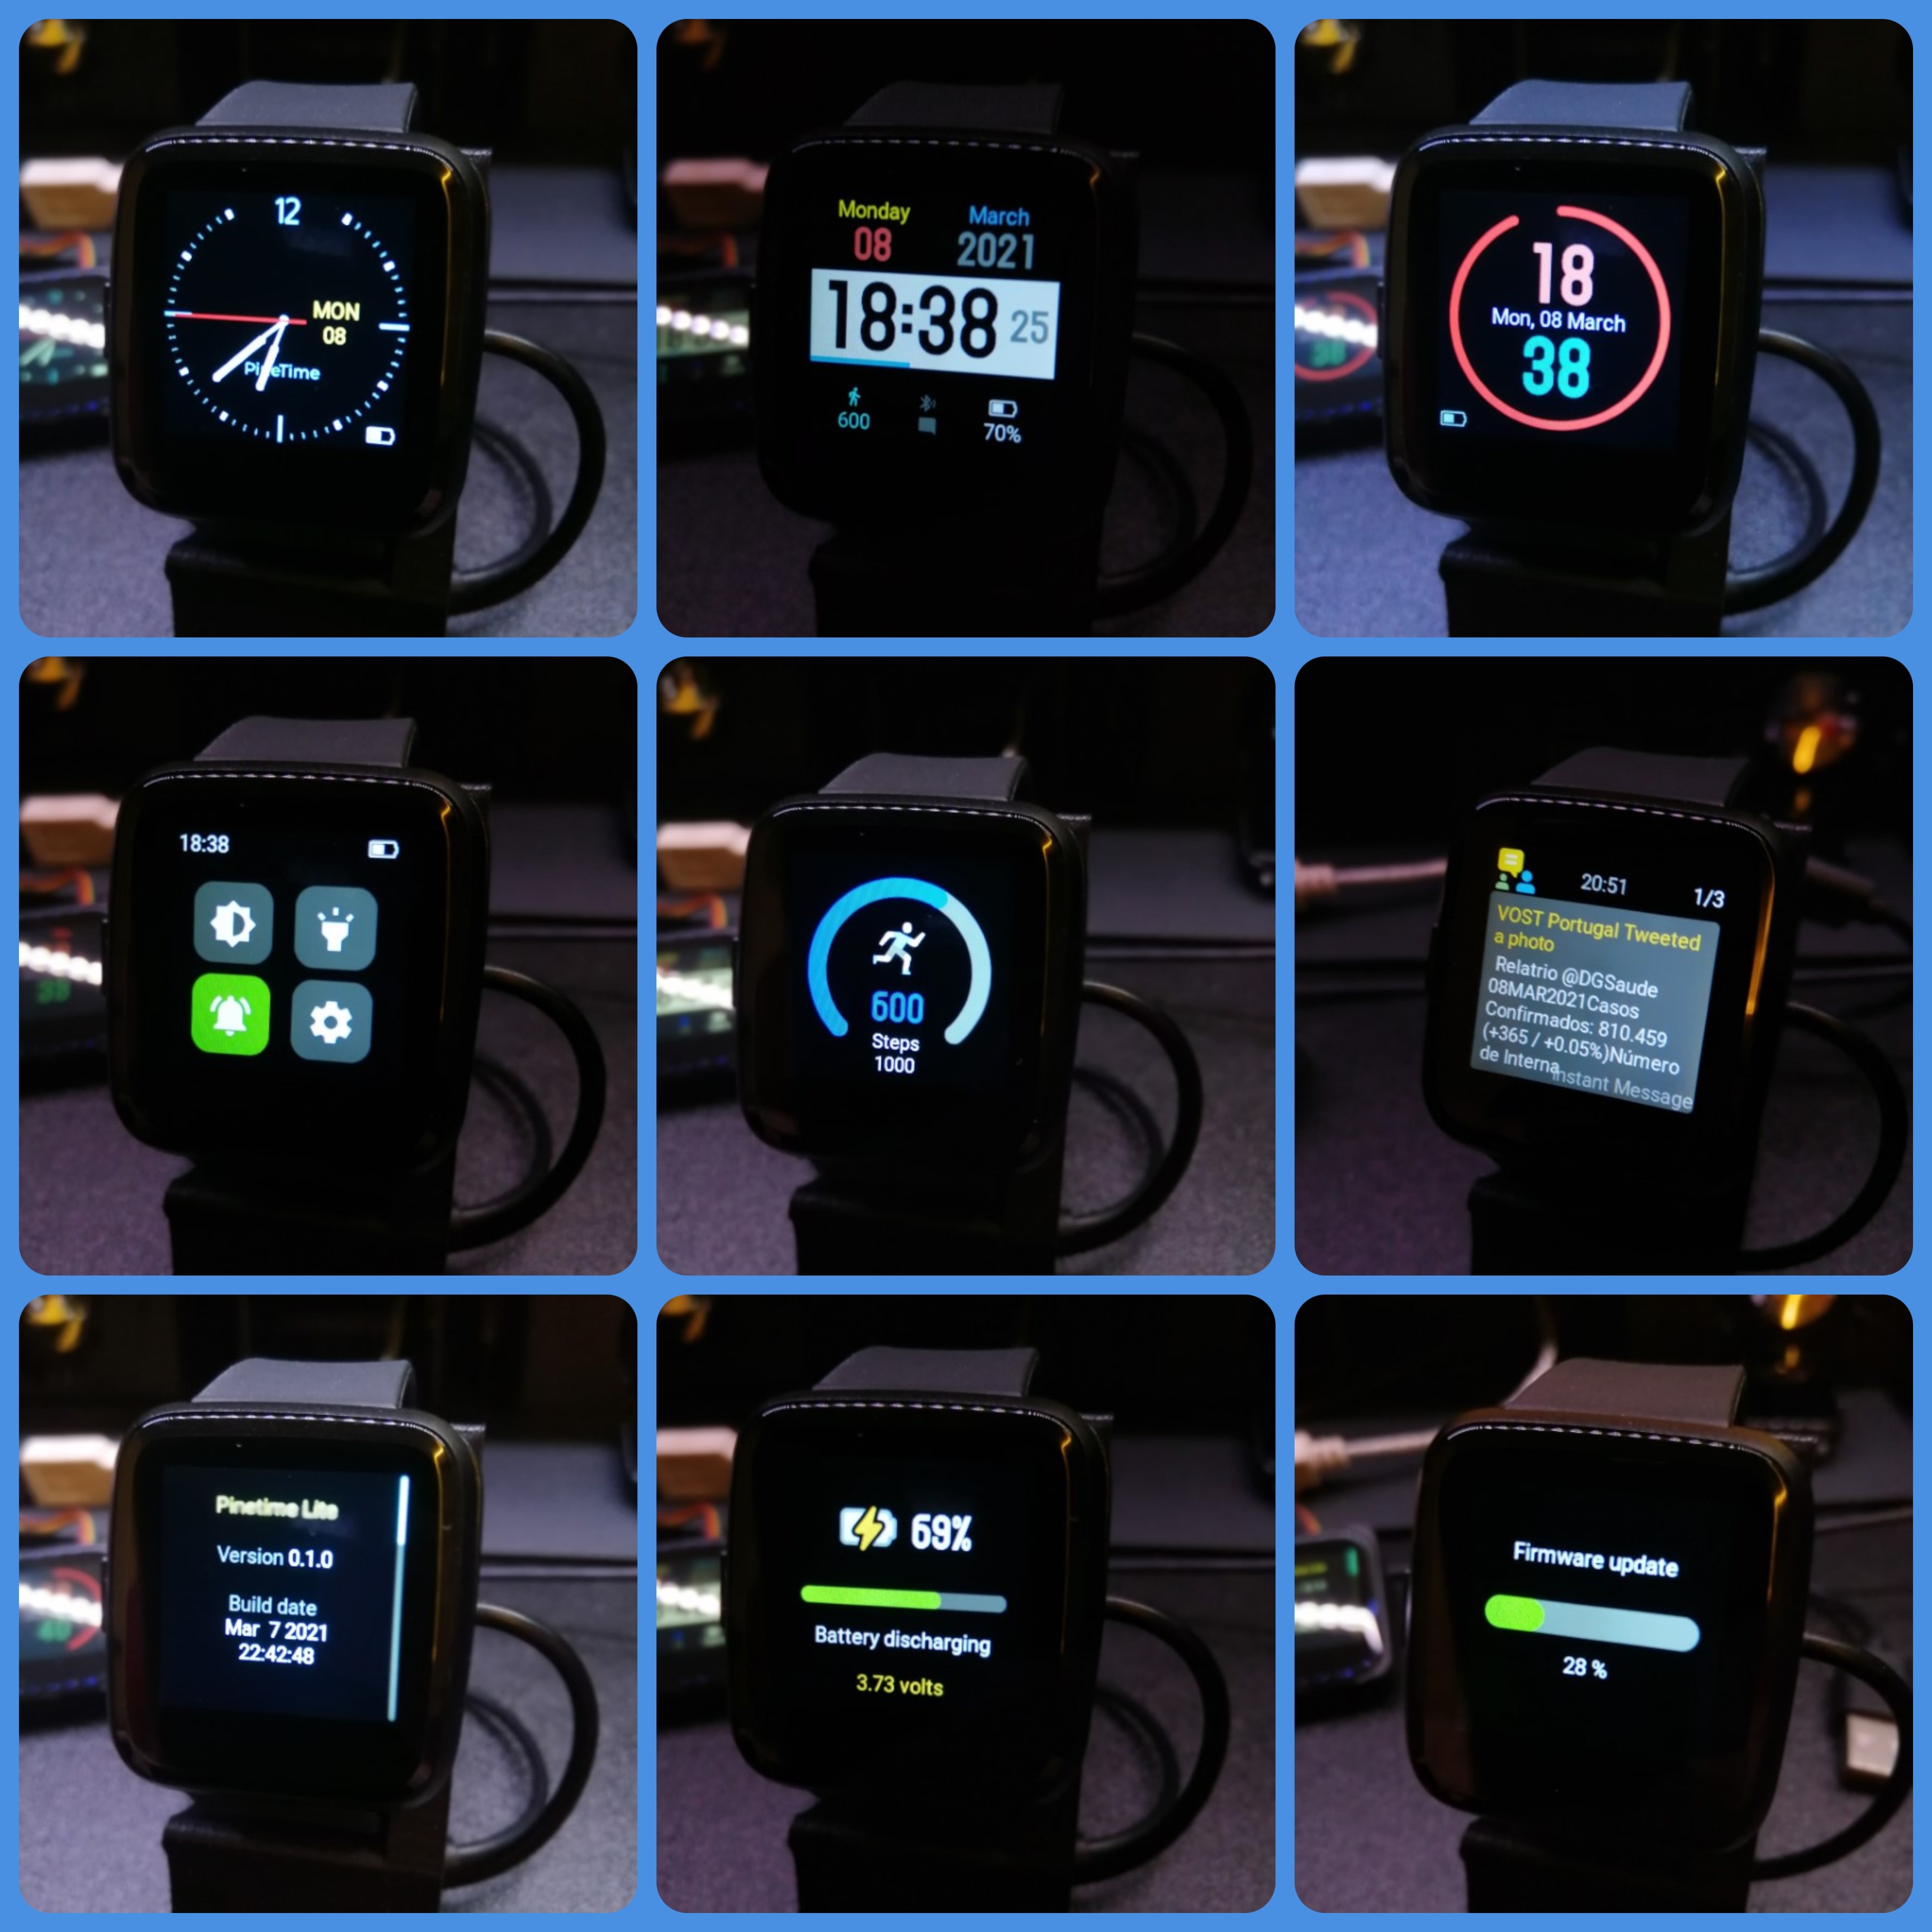 12
MON
08
PineTime
Monday March
08 2021
18:38 25
600 70%
18
Mon, 08 March
38
18:38
600
Steps
1000
20:51 1/3
VOST Portugal Tweeted
a photo
Relatrio @DGSaude
08MAR2021Casos
Confirmados: 810.459
(+365 / +0.05%)Número
de Interna
Instant Message
Pinetime Lite
Version 0.1.0
Build date
Mar 7 2021
22:42:48
69%
Battery discharging
3.73 volts
Firmware update
28 %